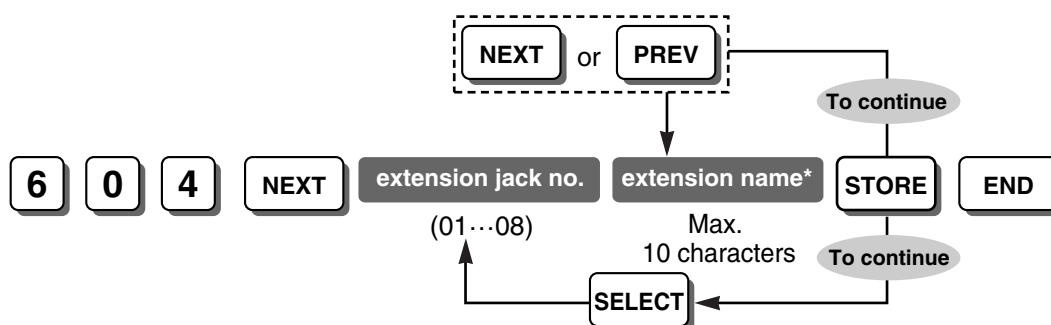 NEXT or PREV
To continue
6 0 4 NEXT extension jack no. extension name* STORE END
(01···08) Max.
10 characters To continue
SELECT